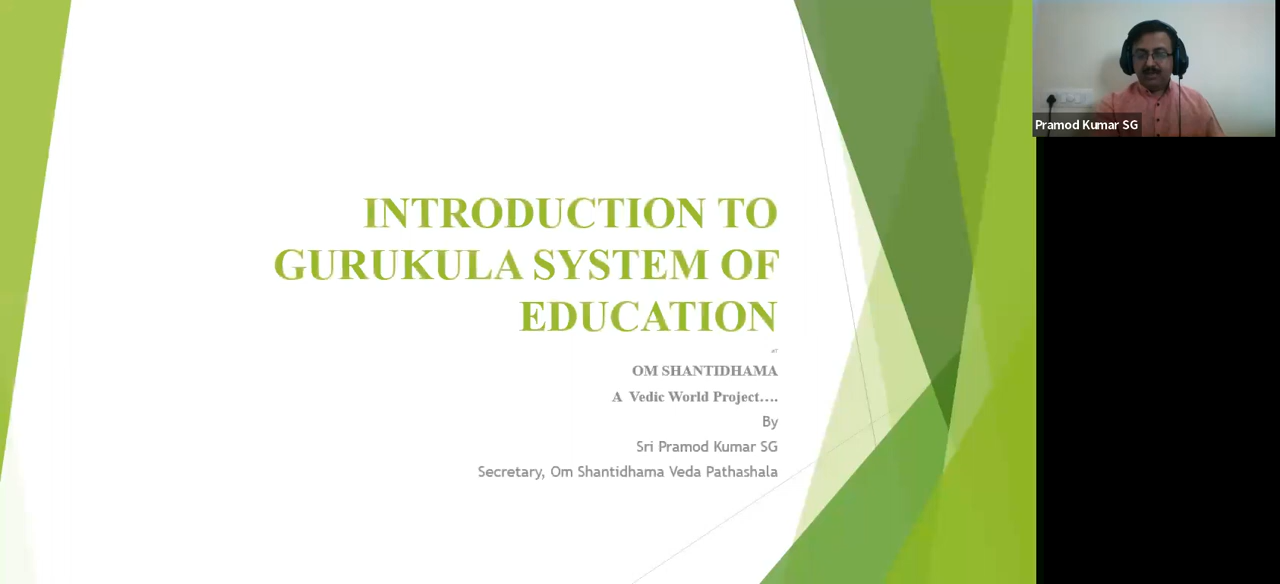 INTRODUCTION TO
GURUKULA SYSTEM OF
EDUCATION
AT
OM SHANTIDHAMA
A Vedic World Project....
By
Sri Pramod Kumar SG
Secretary, Om Shantidhama Veda Pathashala
Pramod Kumar SG